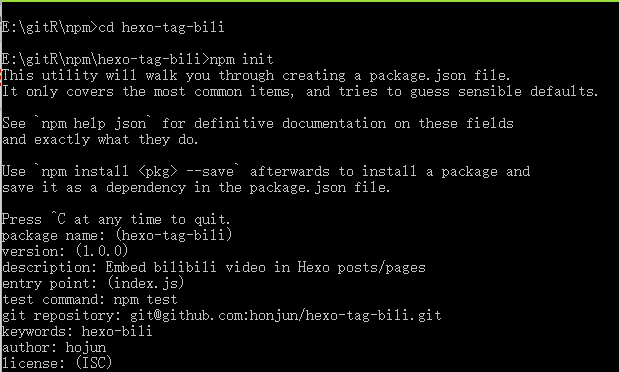 E:\gitR\npm>cd hexo-tag-bili
E:\gitR\npm\hexo-tag-bili>npm init
This utility will walk you through creating a package.json file.
It only covers the most common items, and tries to guess sensible defaults.
See `npm help json` for definitive documentation on these fields
and exactly what they do.
Use `npm install <pkg> --save` afterwards to install a package and
save it as a dependency in the package.json file.
Press ^C at any time to quit.
package name: (hexo-tag-bili)
version: (1.0.0)
description: Embed bilibili video in Hexo posts/pages
entry point: (index.js)
test command: npm test
git repository: git@github.com:honjun/hexo-tag-bili.git
keywords: hexo-bili
author: hojun
license: (ISC)